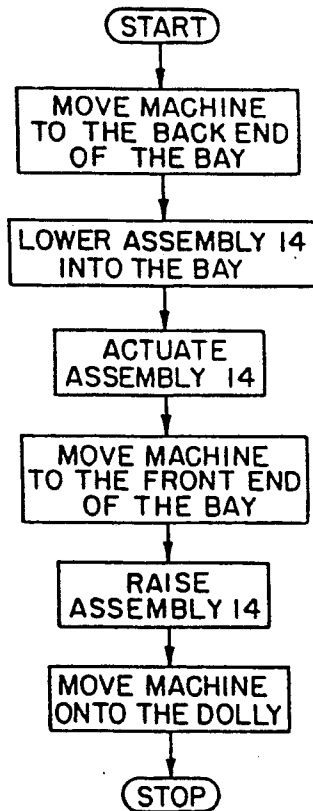 START
MOVE MACHINE
TO THE BACK END
OF THE BAY
LOWER ASSEMBLY 14
INTO THE BAY
ACTUATE
ASSEMBLY 14
MOVE MACHINE
TO THE FRONT END
OF THE BAY
RAISE
ASSEMBLY 14
MOVE MACHINE
ONTO THE DOLLY
STOP